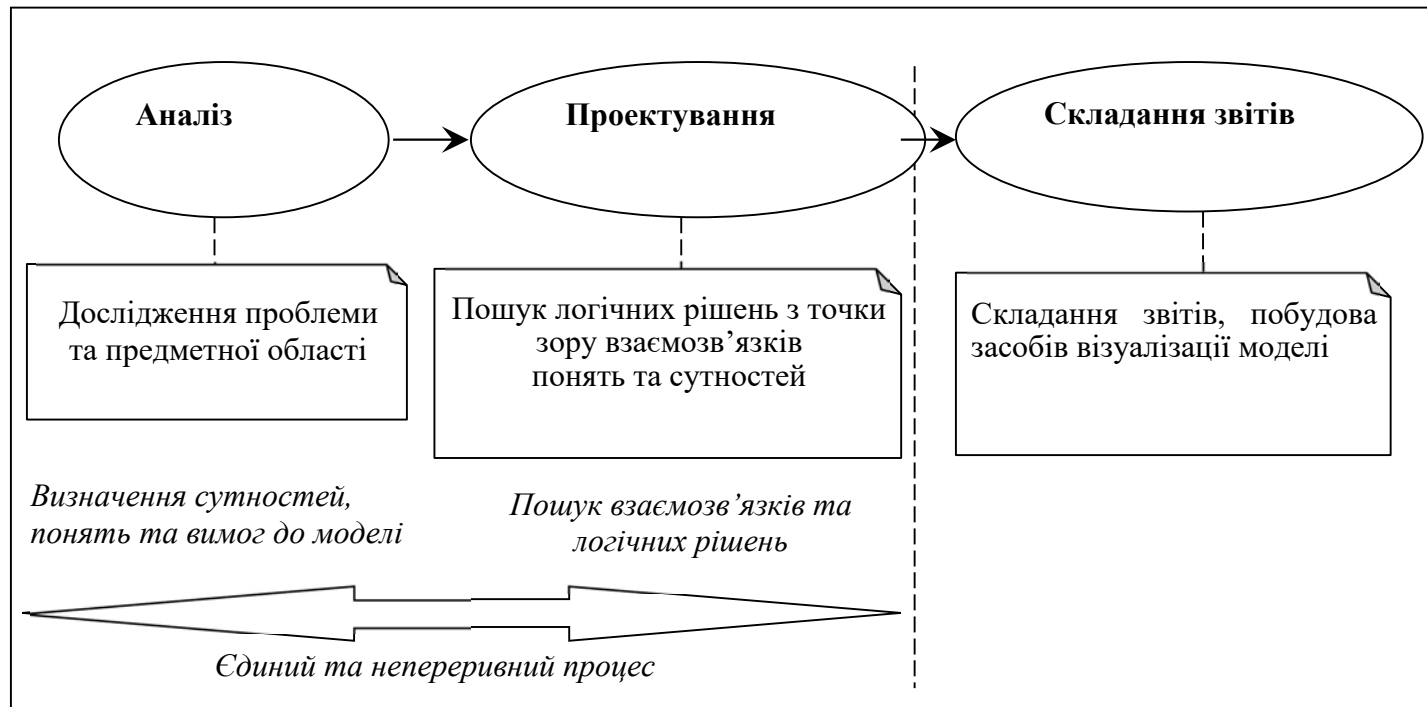 Аналіз
Проектування
Складання звітів
Дослідження проблеми
та предметної області
Пошук логічних рішень з точки
зору взаємозв’язків
понять та сутностей
Складання звітів, побудова
засобів візуалізації моделі
Визначення сутностей,
понять та вимог до моделі
Пошук взаємозв’язків та
логічних рішень
Єдиний та непереривний процес